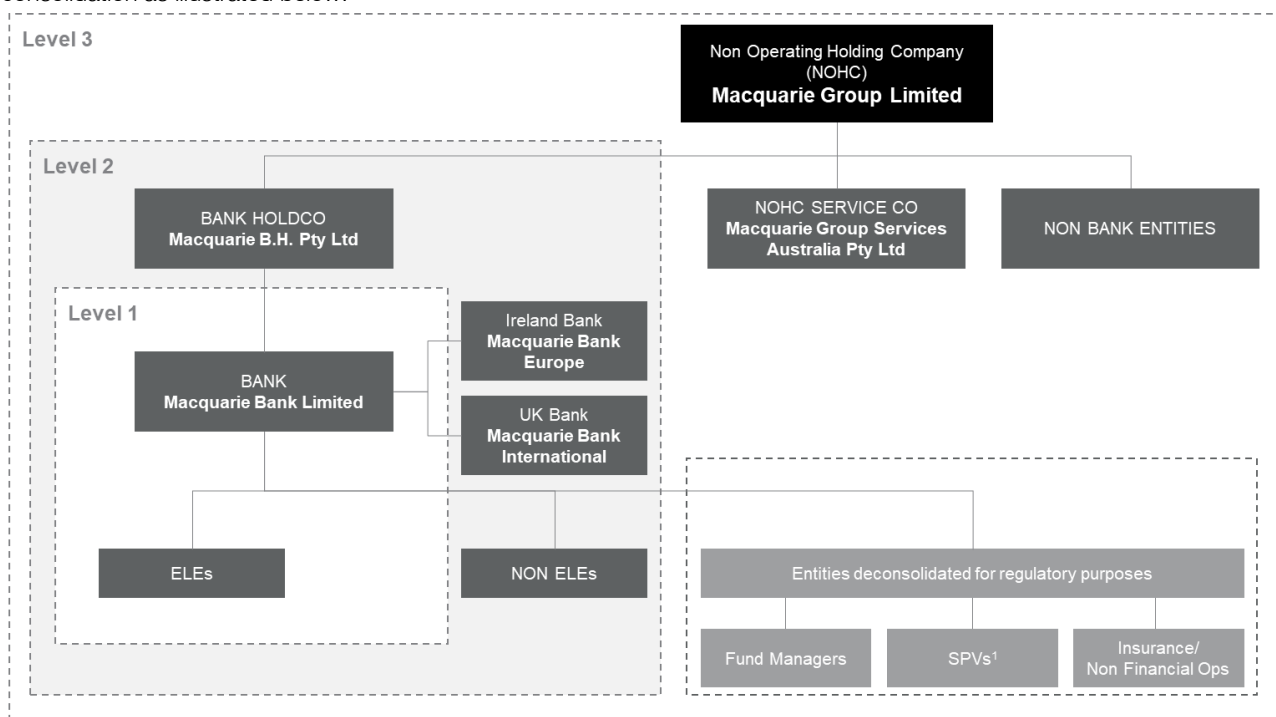 consolidation as illustrated below:
Level 3
Non Operating Holding Company
(NOHC)
Macquarie Group Limited
Level 2
BANK HOLDCO
Macquarie B.H. Pty Ltd
NOHC SERVICE CO
Macquarie Group Services
Australia Pty Ltd
NON BANK ENTITIES
Level 1
BANK
Macquarie Bank Limited
Ireland Bank
Macquarie Bank
Europe
UK Bank
Macquarie Bank
International
ELEs
NON ELEs
Entities deconsolidated for regulatory purposes
Fund Managers
SPVs¹
Insurance/
Non Financial Ops